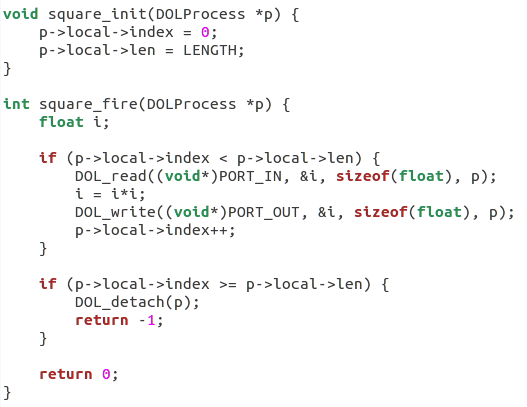 void square_init(DOLProcess *p) {
    p->local->index = 0;
    p->local->len = LENGTH;
}

int square_fire(DOLProcess *p) {
    float i;

    if (p->local->index < p->local->len) {
        DOL_read((void*)PORT_IN, &i, sizeof(float), p);
        i = i*i;
        DOL_write((void*)PORT_OUT, &i, sizeof(float), p);
        p->local->index++;
    }

    if (p->local->index >= p->local->len) {
        DOL_detach(p);
        return -1;
    }

    return 0;
}